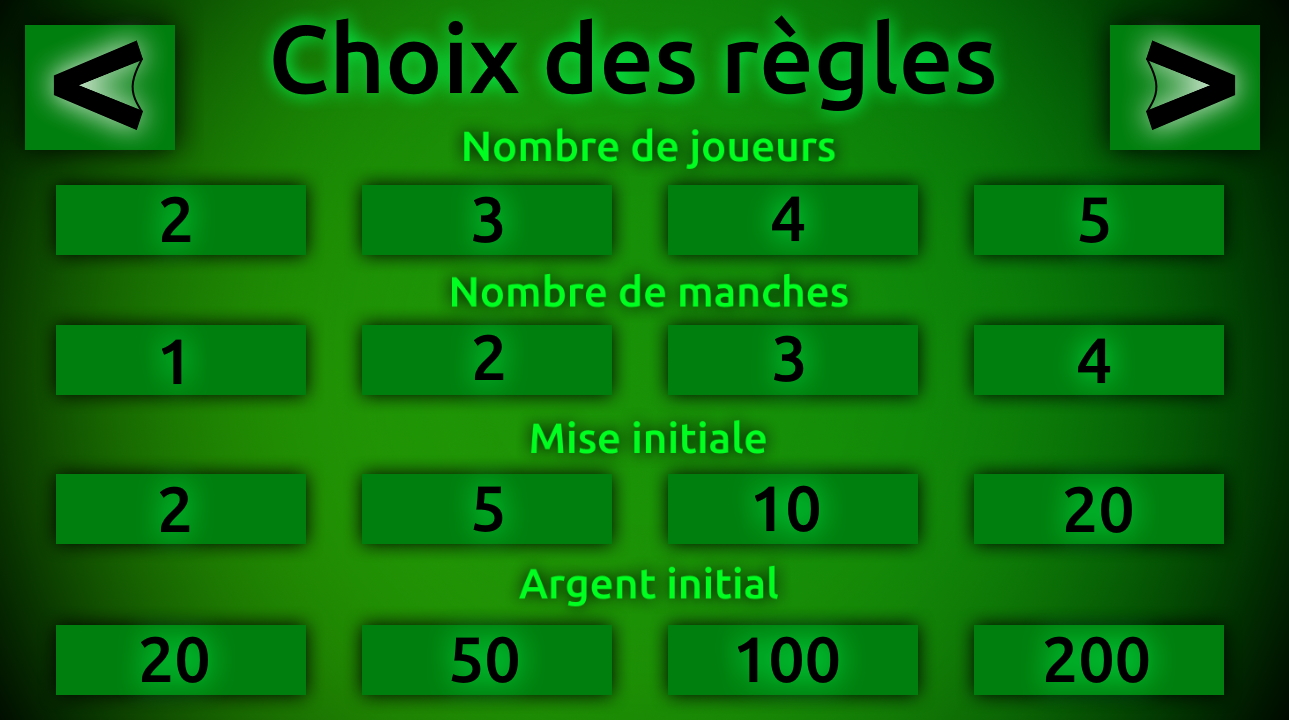 < Choix des règles >
Nombre de joueurs
2 3 4 5
Nombre de manches
1 2 3 4
Mise initiale
2 5 10 20
Argent initial
20 50 100 200